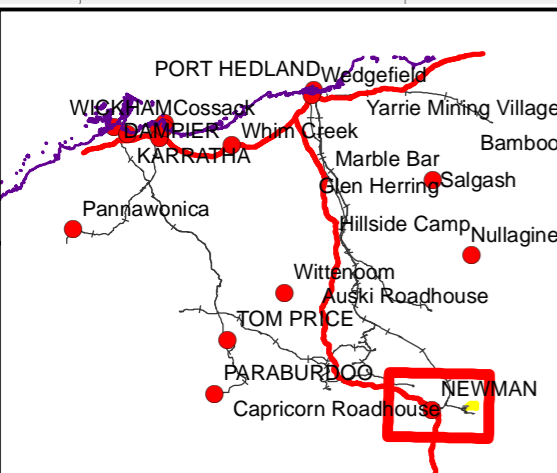 PORT HEDLAND
Wedgefield
WICKHAM
Cossack
Yarrie Mining Village
DAMPIER
Whim Creek
Bamboo
KARRATHA
Marble Bar
Glen Herring
Salgash
Pannawonica
Hillside Camp
Nullagine
Wittenoom
Auski Roadhouse
TOM PRICE
PARABURDOO
NEWMAN
Capricorn Roadhouse